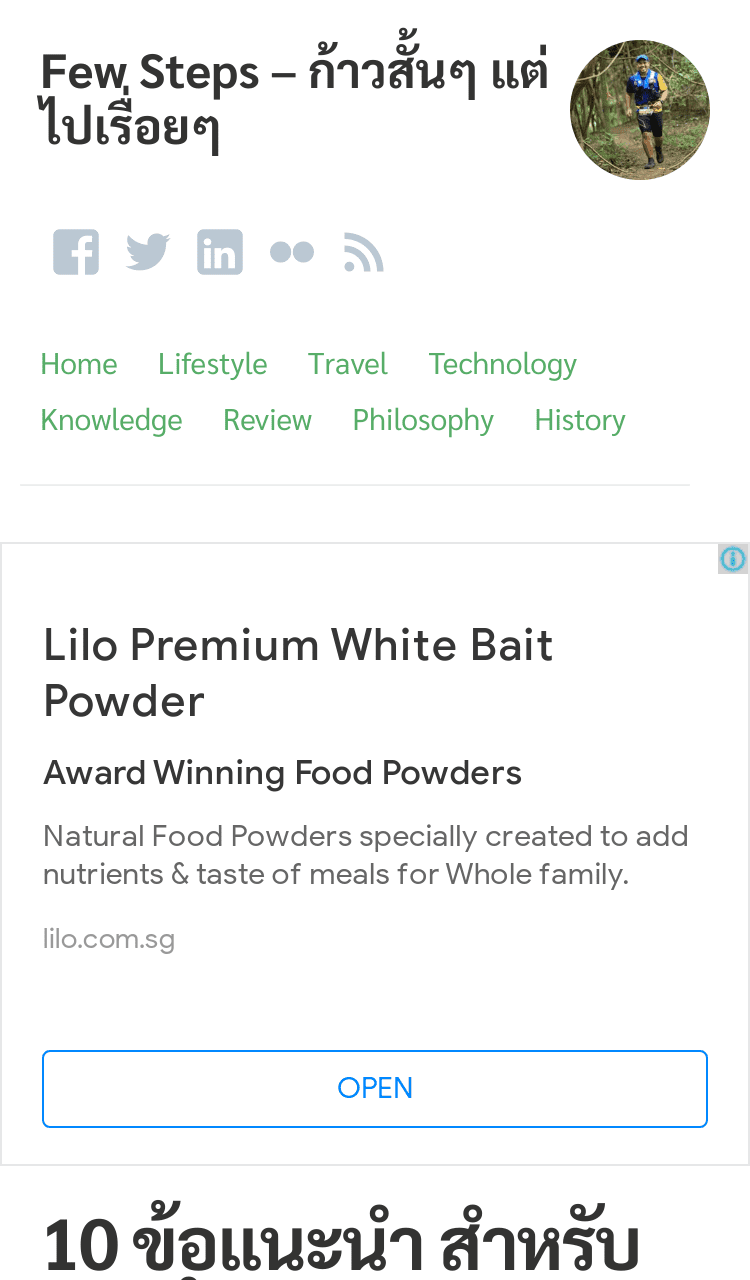 Few Steps – ก้าวสั้นๆ แต่
ไปเรื่อยๆ
Home Lifestyle Travel Technology
Knowledge Review Philosophy History
Lilo Premium White Bait
Powder
Award Winning Food Powders
Natural Food Powders specially created to add
nutrients & taste of meals for Whole family.
lilo.com.sg
OPEN
10 ข้อแนะนำ สำหรับ